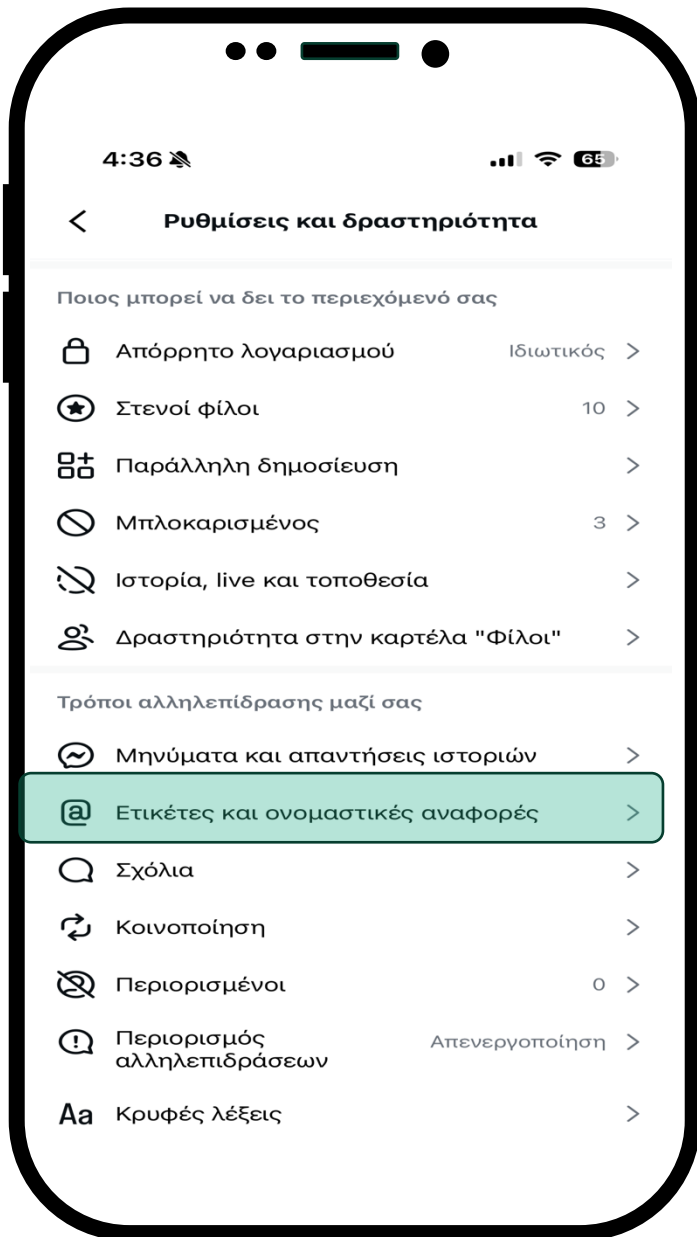 4:36
65
Ρυθμίσεις και δραστηριότητα
Ποιος μπορεί να δει το περιεχόμενό σας
Απόρρητο λογαριασμού Ιδιωτικός
Στενοί φίλοι 10
Παράλληλη δημοσίευση
Μπλοκαρισμένος 3
Ιστορία, live και τοποθεσία
Δραστηριότητα στην καρτέλα "Φίλοι"
Τρόποι αλληλεπίδρασης μαζί σας
Μηνύματα και απαντήσεις ιστοριών
@ Ετικέτες και ονομαστικές αναφορές
Σχόλια
Κοινοποίηση
Περιορισμένοι 0
Περιορισμός
αλληλεπιδράσεων Απενεργοποίηση
Aa Κρυφές λέξεις